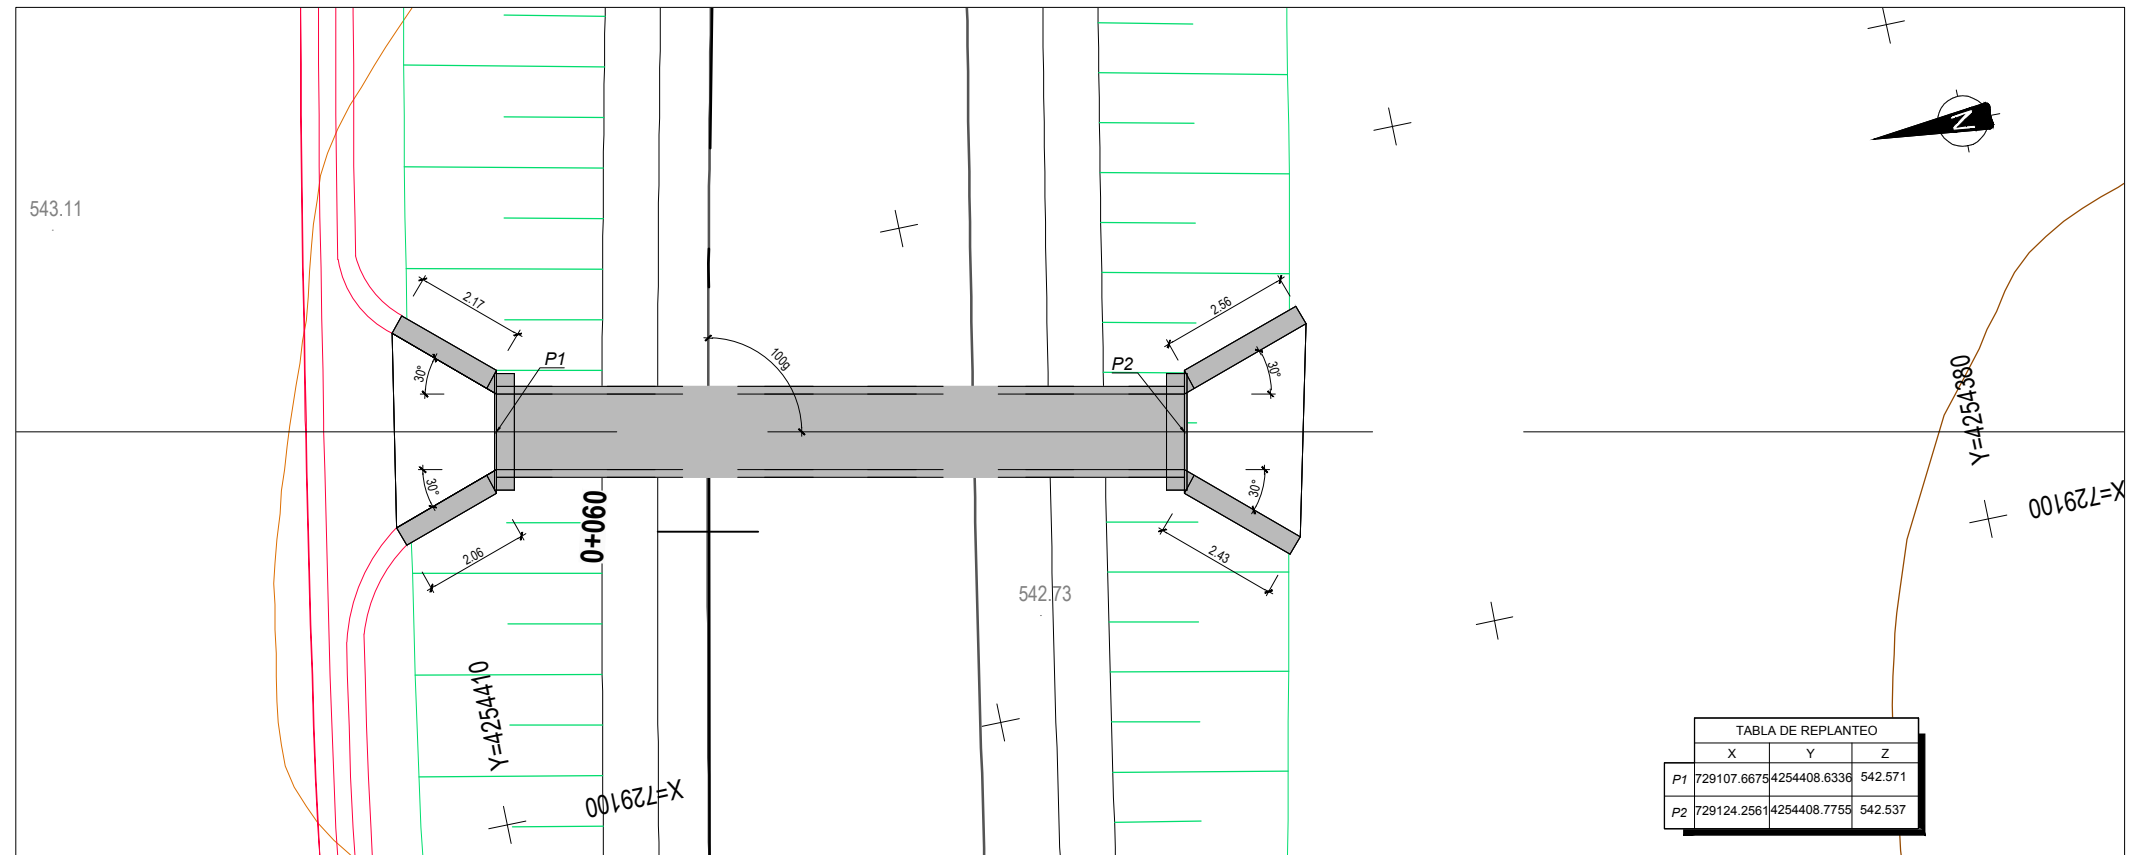 N
543.11
2.17
2.56
P1
100g
P2
30°
30°
Y=4254380
30°
30°
X=729100
0+060
2.06
2.43
542.73
Y=4254410
X=729100
TABLA DE REPLANTEO
X Y Z
P1 729107.6675 4254408.6336 542.571
P2 729124.2561 4254408.7755 542.537